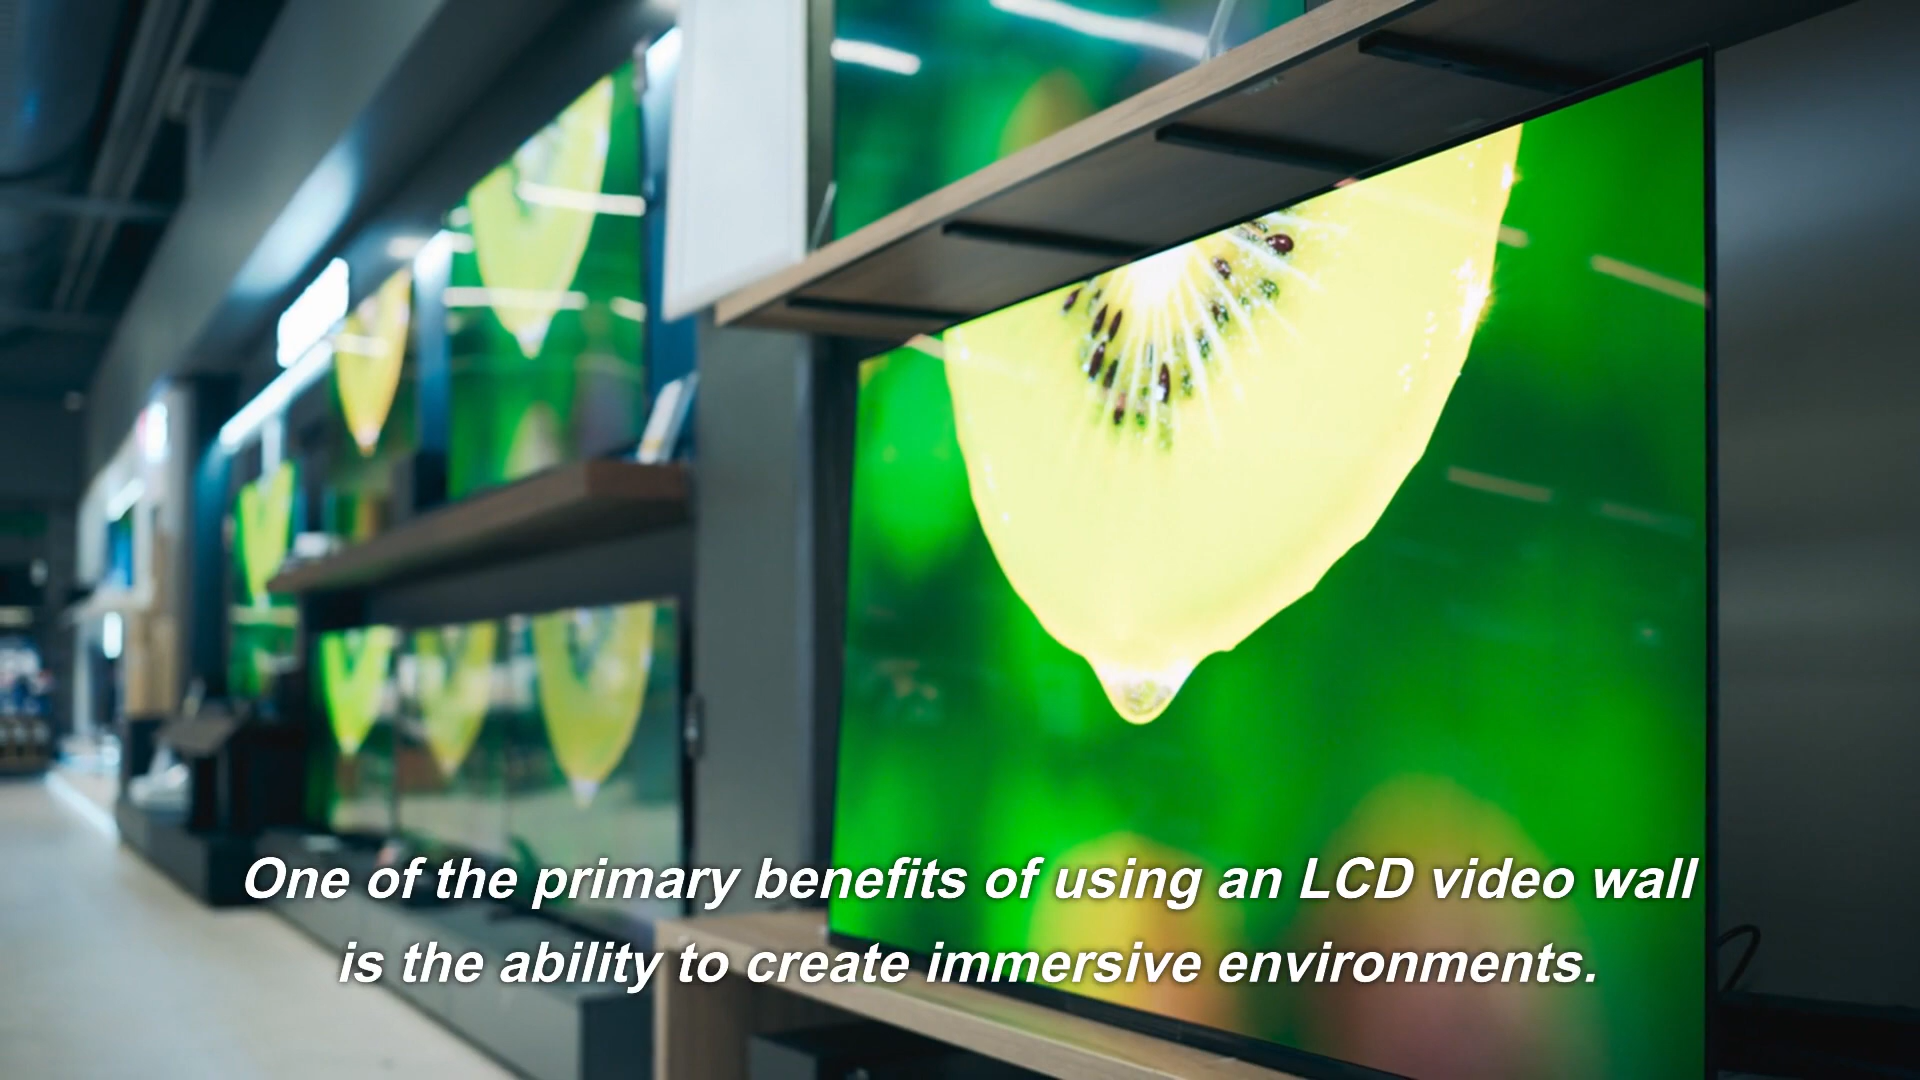 One of the primary benefits of using an LCD video wall
is the ability to create immersive environments.